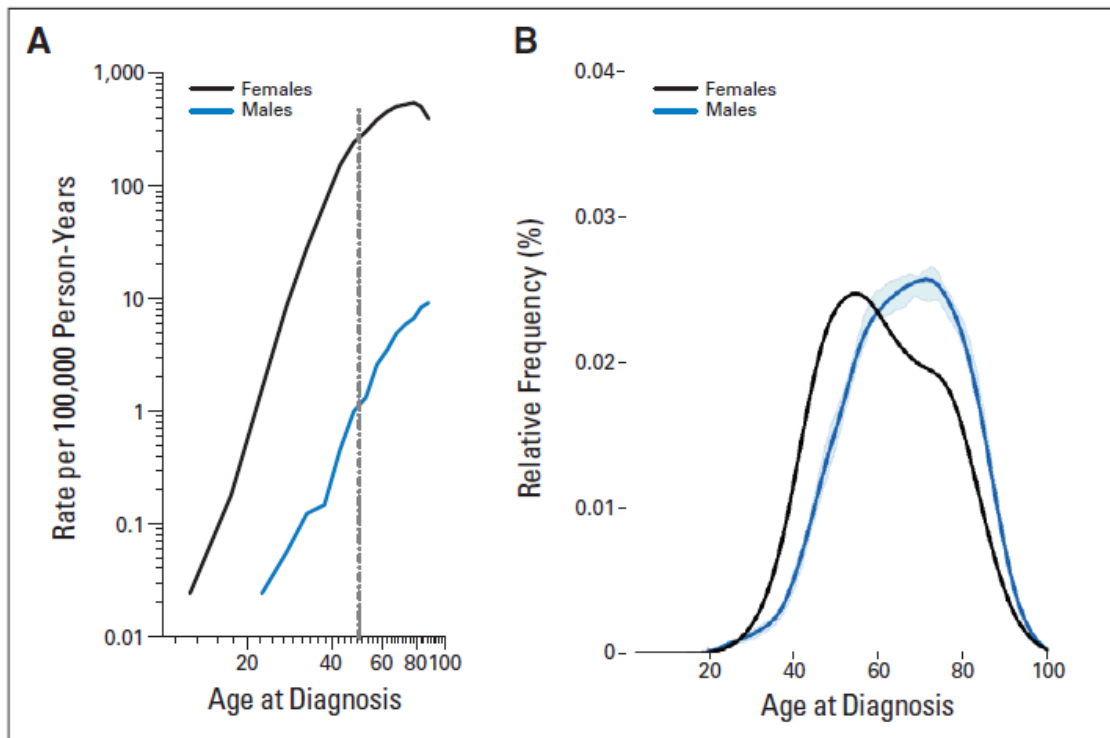 A
1,000
100
10
1
0.1
0.01
Rate per 100,000 Person-Years
Females
Males
20
40
60
80
100
Age at Diagnosis
B
0.04
0.03
0.02
0.01
0
Relative Frequency (%)
Females
Males
20
40
60
80
100
Age at Diagnosis